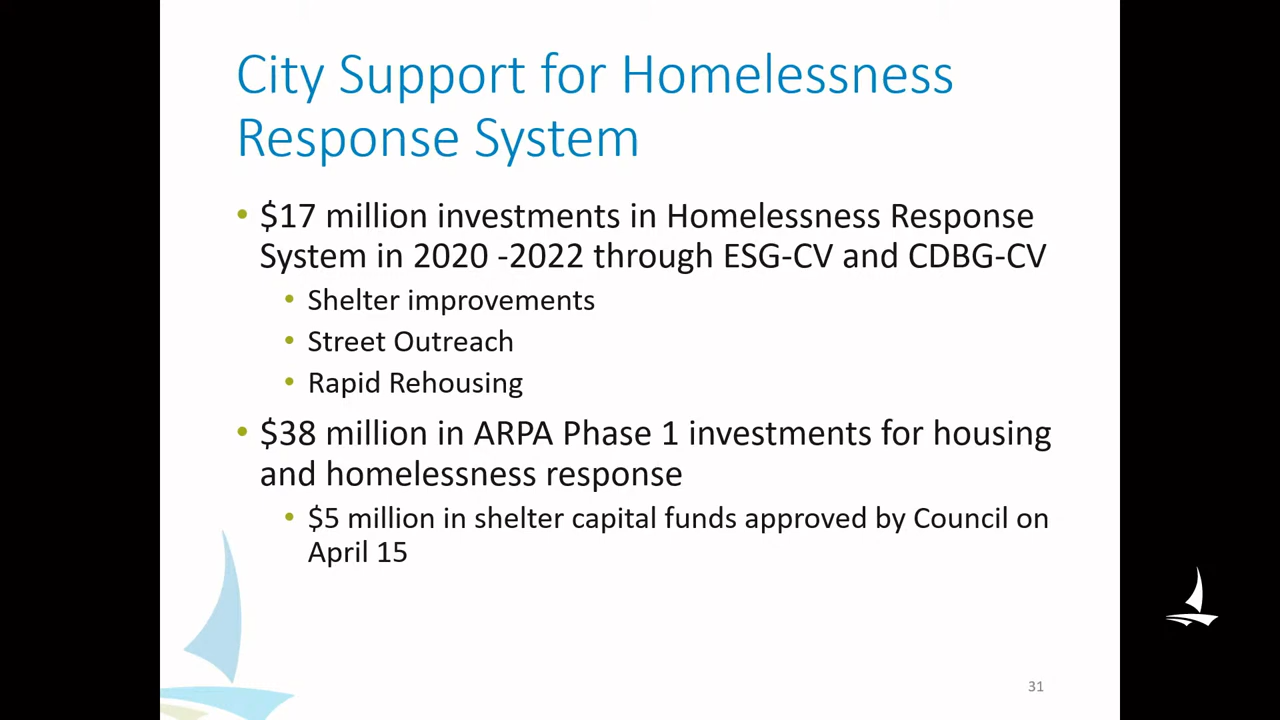 City Support for Homelessness
Response System
• $17 million investments in Homelessness Response
System in 2020 -2022 through ESG-CV and CDBG-CV
• Shelter improvements
• Street Outreach
• Rapid Rehousing
• $38 million in ARPA Phase 1 investments for housing
and homelessness response
• $5 million in shelter capital funds approved by Council on
April 15
31